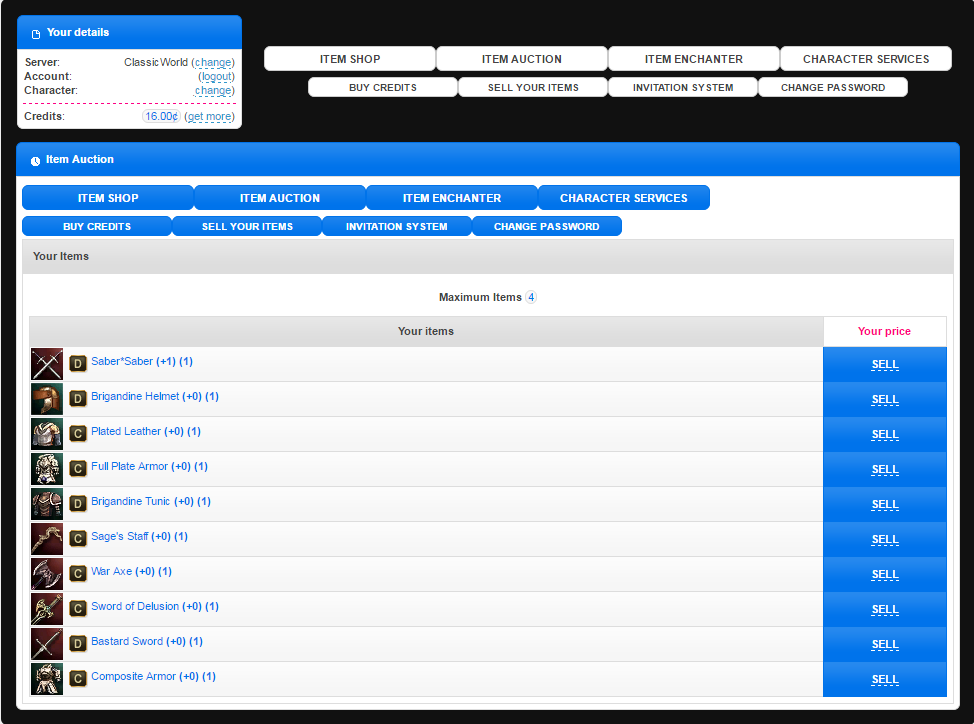 Your details
Server: ClassicWorld (change)
Account: (logout)
Character: change)
Credits: 16.00¢ (get more)
ITEM SHOP ITEM AUCTION ITEM ENCHANTER CHARACTER SERVICES
BUY CREDITS SELL YOUR ITEMS INVITATION SYSTEM CHANGE PASSWORD
Item Auction
ITEM SHOP ITEM AUCTION ITEM ENCHANTER CHARACTER SERVICES
BUY CREDITS SELL YOUR ITEMS INVITATION SYSTEM CHANGE PASSWORD
Your Items
Maximum Items 4
Your items Your price
D Saber*Saber (+1) (1) SELL
D Brigandine Helmet (+0) (1) SELL
C Plated Leather (+0) (1) SELL
C Full Plate Armor (+0) (1) SELL
D Brigandine Tunic (+0) (1) SELL
C Sage's Staff (+0) (1) SELL
C War Axe (+0) (1) SELL
C Sword of Delusion (+0) (1) SELL
D Bastard Sword (+0) (1) SELL
C Composite Armor (+0) (1) SELL